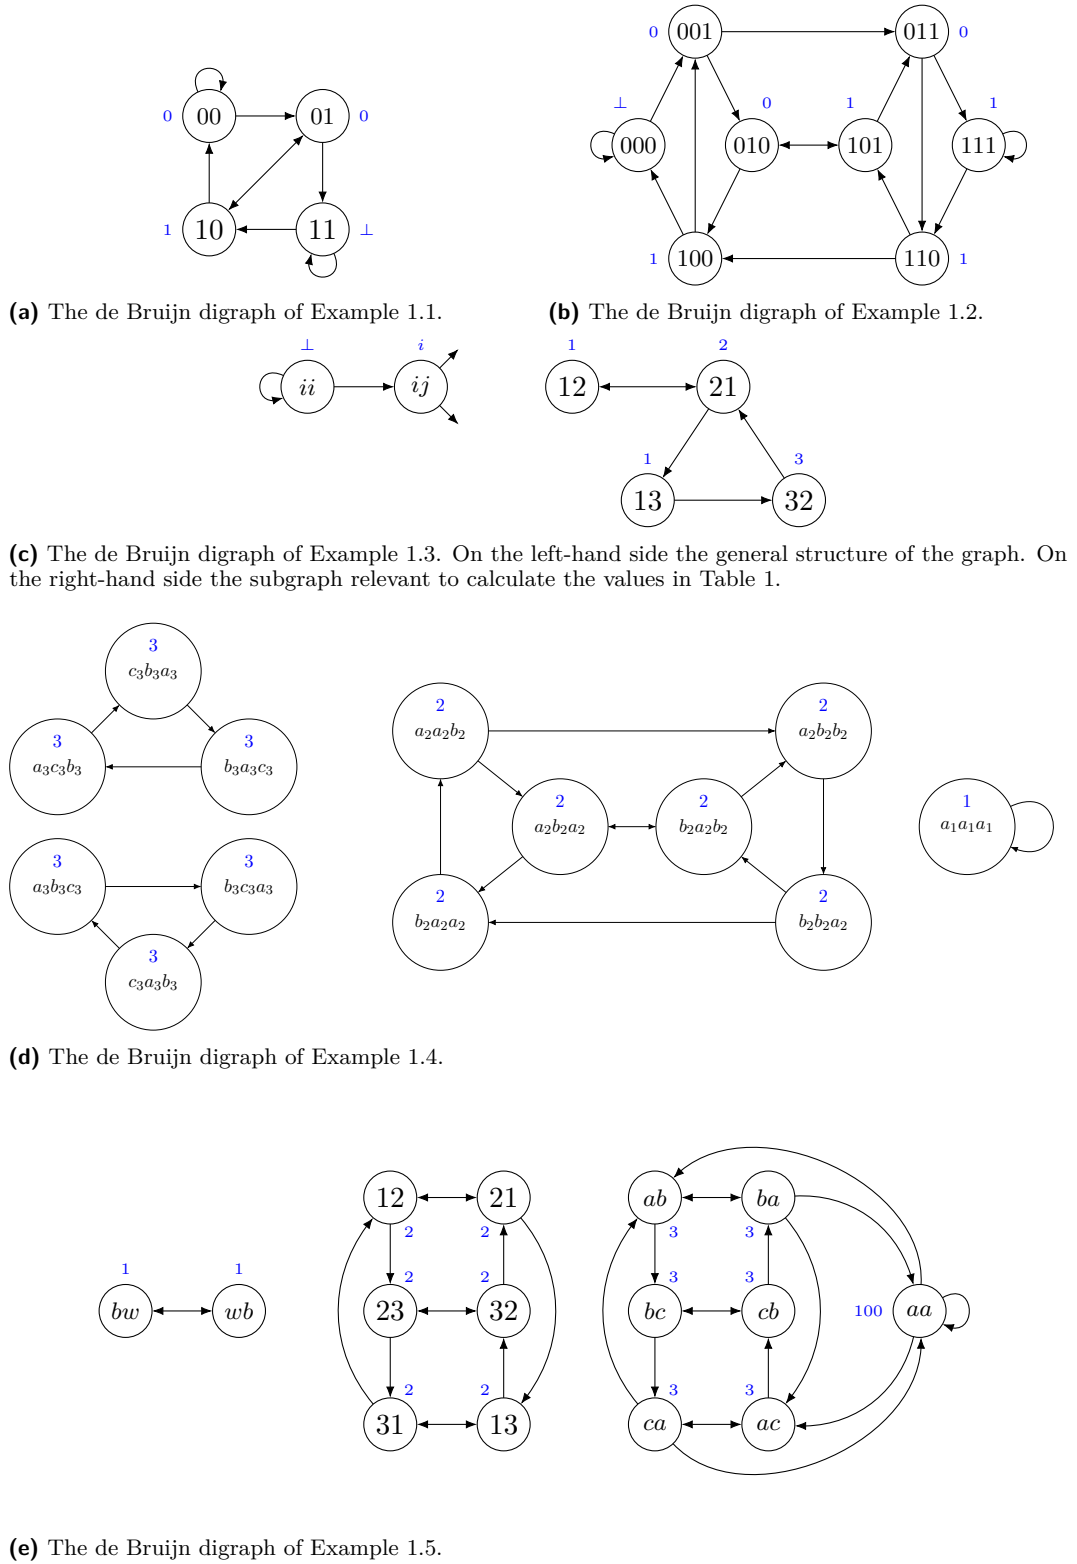 0 00 01 0
1 10 11 ⊥
(a) The de Bruijn digraph of Example 1.1.
0 001 011 0
⊥ 0 1 1
000 010 101 111
1 100 110 1
(b) The de Bruijn digraph of Example 1.2.
⊥ i
ii ij
1 2
12 21
1 3
13 32
(c) The de Bruijn digraph of Example 1.3. On the left-hand side the general structure of the graph. On
the right-hand side the subgraph relevant to calculate the values in Table 1.
3
c₃b₃a₃
3 3
a₃c₃b₃ b₃a₃c₃
3 3
a₃b₃c₃ b₃c₃a₃
3
c₃a₃b₃
2 2
a₂a₂b₂ a₂b₂b₂
2 2
a₂b₂a₂ b₂a₂b₂
2 2
b₂a₂a₂ b₂b₂a₂
1
a₁a₁a₁
(d) The de Bruijn digraph of Example 1.4.
1 1
bw wb
12 21
2 2
2 2
23 32
2 2
31 13
ab ba
3 3
3 3
bc cb
100 aa
3 3
ca ac
(e) The de Bruijn digraph of Example 1.5.